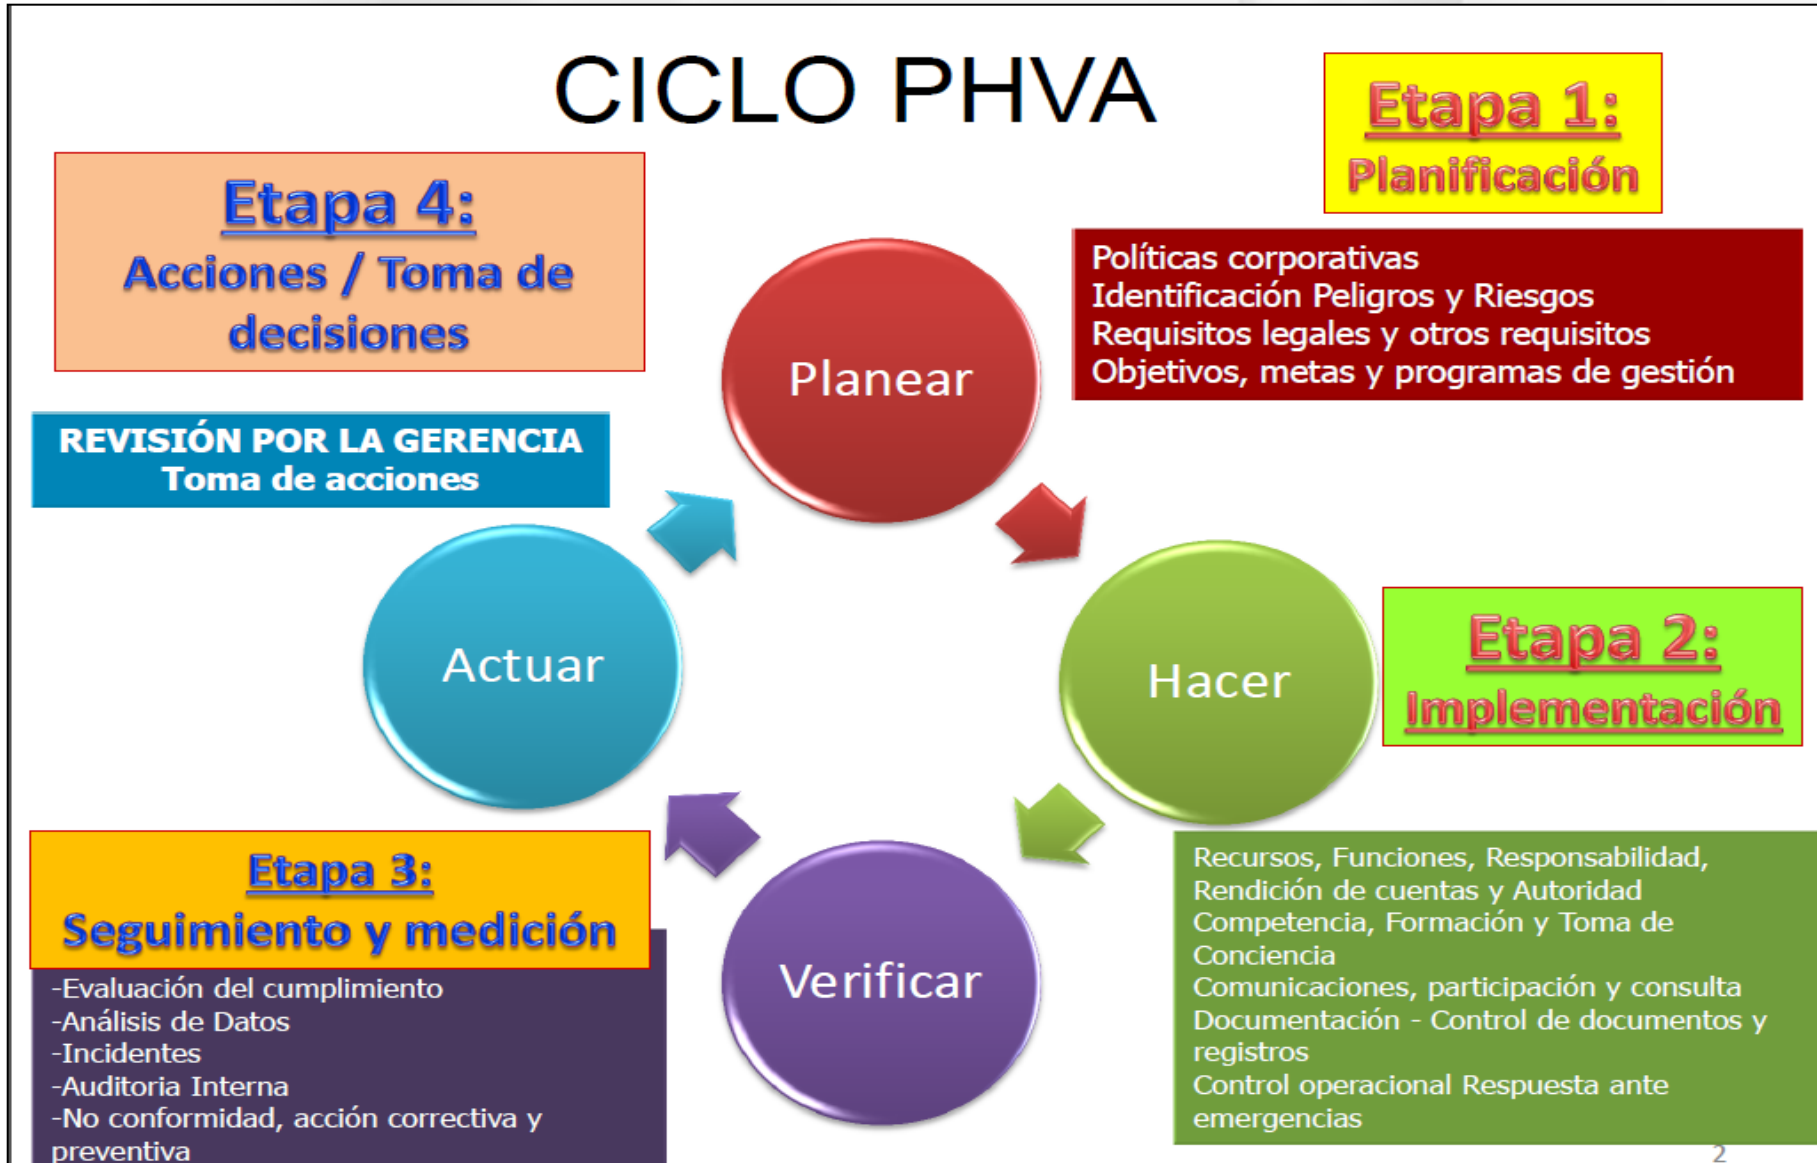 CICLO PHVA
Etapa 1:
Planificación
Políticas corporativas
Identificación Peligros y Riesgos
Requisitos legales y otros requisitos
Objetivos, metas y programas de gestión
Planear
Etapa 2:
Implementación
Hacer
Recursos, Funciones, Responsabilidad,
Rendición de cuentas y Autoridad
Competencia, Formación y Toma de
Conciencia
Comunicaciones, participación y consulta
Documentación - Control de documentos y
registros
Control operacional Respuesta ante
emergencias
Verificar
Etapa 3:
Seguimiento y medición
-Evaluación del cumplimiento
-Análisis de Datos
-Incidentes
-Auditoria Interna
-No conformidad, acción correctiva y
preventiva
Actuar
Etapa 4:
Acciones / Toma de
decisiones
REVISIÓN POR LA GERENCIA
Toma de acciones
2